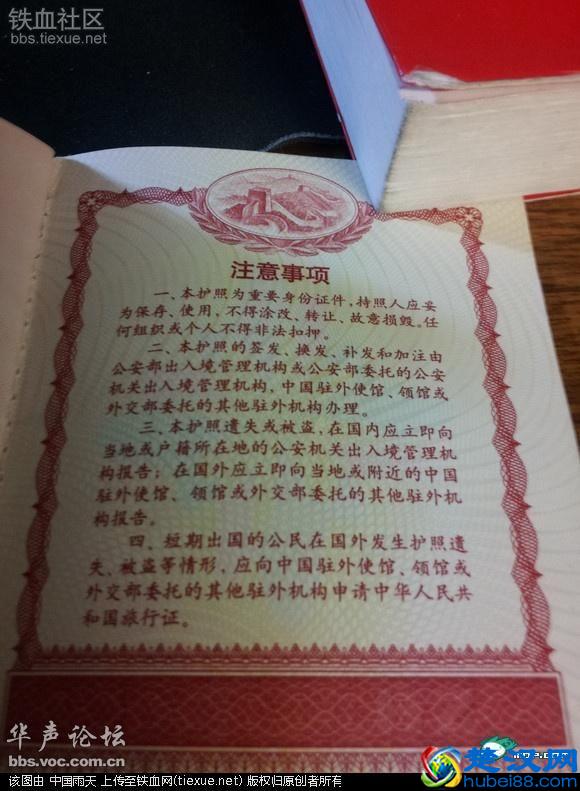 铁血社区
bbs.tiexue.net
注意事项
一、本护照为重要身份证件，持照人应妥
为保存、使用，不得涂改、转让、故意损毁。任
何组织或个人不得非法扣押。
二、本护照的签发、换发、补发和加注由
公安部出入境管理机构或公安部委托的公安
机关出入境管理机构，中国驻外使馆、领馆或
外交部委托的其他驻外机构办理。
三、本护照遗失或被盗，在国内应立即向
当地或户籍所在地的公安机关出入境管理机
构报告；在国外应立即向当地或附近的中国
驻外使馆、领馆或外交部委托的其他驻外机
构报告。
四、短期出国的公民在国外发生护照遗
失、被盗等情形，应向中国驻外使馆、领馆或
外交部委托的其他驻外机构申请中华人民共
和国旅行证。
华声论坛
bbs.voc.com.cn
该图由 中国雨天 上传至铁血网(tiexue.net) 版权归原创者所有
楚汉网
hubei88.com